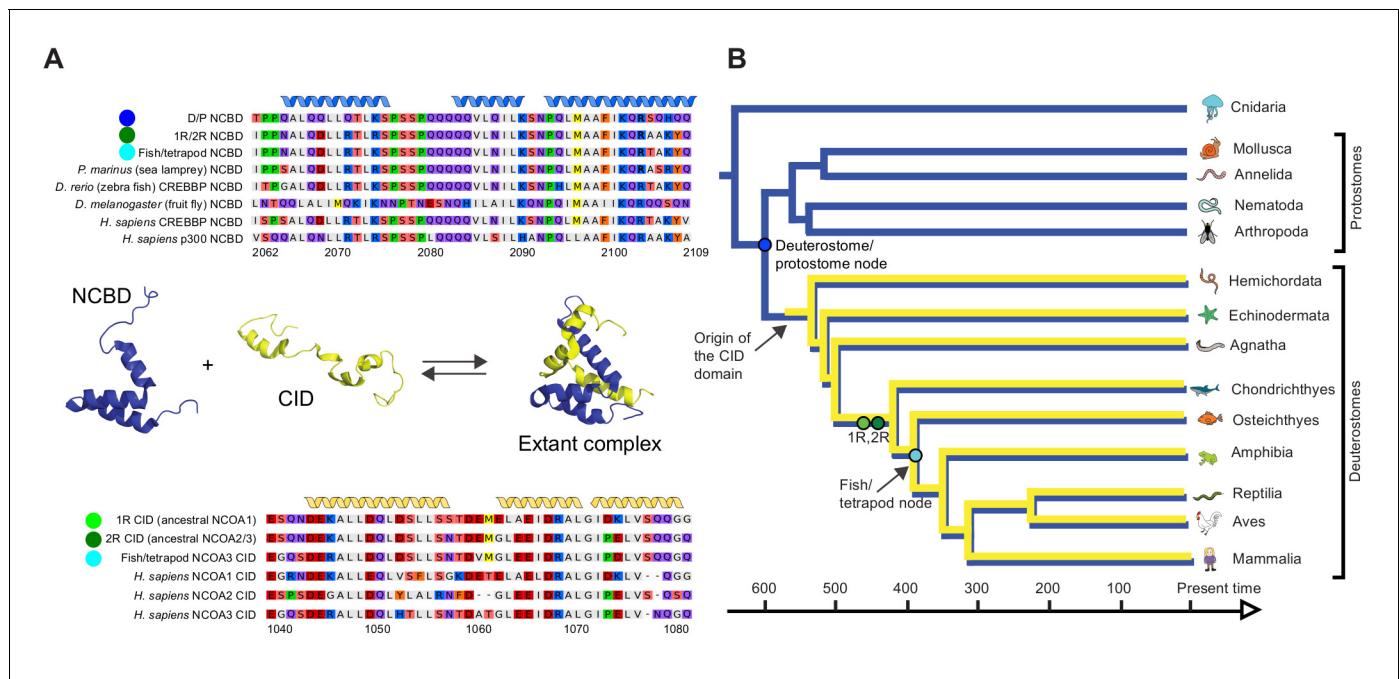 A
D/P NCBD T P P Q A L Q Q L L Q T L K S P S S P Q Q Q Q Q V L Q I L K S N P Q L M A A F I K Q R S Q H Q Q
1R/2R NCBD I P P N A L Q D L L R T L K S P S S P Q Q Q Q Q V L N I L K S N P Q L M A A F I K Q R A A K Y Q
Fish/tetrapod NCBD I P P N A L Q D L L R T L K S P S S P Q Q Q Q Q V L N I L K S N P Q L M A A F I K Q R T A K Y Q
P. marinus (sea lamprey) NCBD I P P S A L Q D L L R T L K S P S S P Q Q Q Q Q V L N I L K S N P Q L M A A F I K Q R A S R Y Q
D. rerio (zebra fish) CREBBP NCBD I T P G A L Q D L L R T L K S P S S P Q Q Q Q Q V L N I L K S N P H L M A A F I K Q R T A K Y Q
D. melanogaster (fruit fly) NCBD L N T Q Q L A L I M Q K I K N N P T N E S N Q H I L A I L K Q N P Q I M A A I I K Q R Q Q S Q N
H. sapiens CREBBP NCBD I S P S A L Q D L L R T L K S P S S P Q Q Q Q Q V L N I L K S N P Q L M A A F I K Q R T A K Y V
H. sapiens p300 NCBD V S Q Q A L Q N L L R T L R S P S S P L Q Q Q Q V L S I L H A N P Q L L A A F I K Q R A A K Y A
2062 2070 2080 2090 2100 2109
NCBD
+
CID
Extant complex
1R CID (ancestral NCOA1) E S Q N D E K A L L D Q L D S L L S S T D E M E L A E I D R A L G I D K L V S Q Q G G
2R CID (ancestral NCOA2/3) E S Q N D E K A L L D Q L D S L L S N T D E M G L E E I D R A L G I P E L V S Q Q G Q
Fish/tetrapod NCOA3 CID E G Q S D E R A L L D Q L D S L L S N T D V M G L E E I D R A L G I P D L V S Q Q G Q
H. sapiens NCOA1 CID E G R N D E K A L L E Q L V S F L S G K D E T E L A E L D R A L G I D K L V - - Q G G
H. sapiens NCOA2 CID E S P S D E G A L L D Q L Y L A L R N F D - - G L E E I D R A L G I P E L V S - Q S Q
H. sapiens NCOA3 CID E G Q S D E R A L L D Q L H T L L S N T D A T G L E E I D R A L G I P E L V - N Q G Q
1040 1050 1060 1070 1081
B
Cnidaria
Mollusca
Annelida
Nematoda
Arthropoda
Protostomes
Deuterostome/
protostome node
Hemichordata
Echinodermata
Agnatha
Chondrichthyes
Osteichthyes
Amphibia
Reptilia
Aves
Mammalia
Deuterostomes
Origin of
the CID
domain
1R,2R
Fish/
tetrapod node
Present time
600 500 400 300 200 100